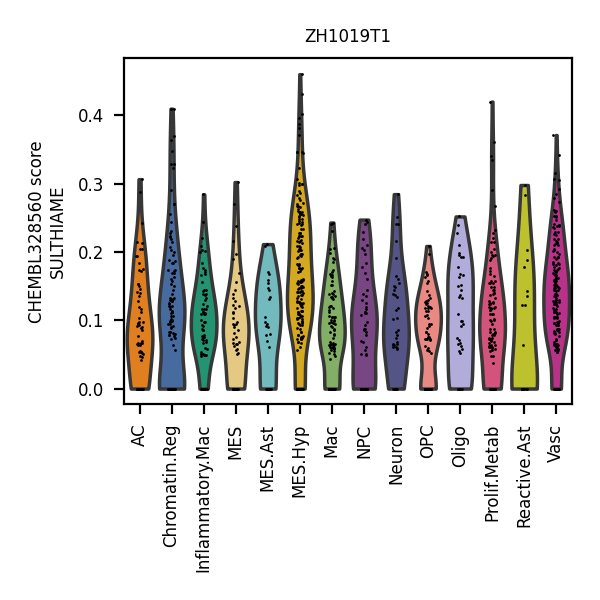 ZH1019T1
CHEMBL328560 score
SULTHIAME
0.4
0.3
0.2
0.1
0.0
AC
Chromatin.Reg
Inflammatory.Mac
MES
MES.Ast
MES.Hyp
Mac
NPC
Neuron
OPC
Oligo
Prolif.Metab
Reactive.Ast
Vasc